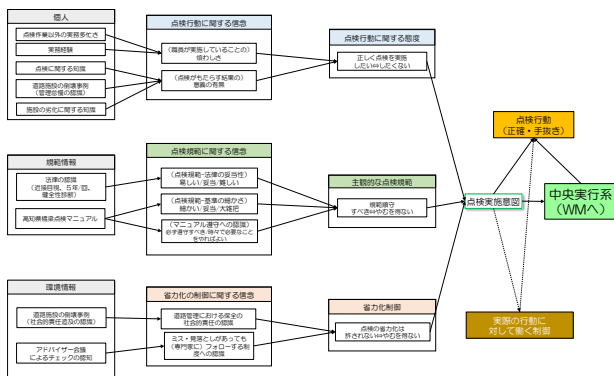 個人
点検作業以外の実務多忙さ
実務経験
点検に関する知識
道路施設の倒壊事例
(管理怠慢の認識)
施設の劣化に関する知識
点検行動に関する信念
(職員が実施していることの)
煩わしさ
(点検がもたらす結果の)
意義の有無
点検行動に関する態度
正しく点検を実施
したい⇔したくない
規範情報
法律の認識
(近接目視、5年/回、
健全性診断)
高知県橋梁点検マニュアル
点検規範に関する信念
(点検規範-法律の妥当性)
易しい/妥当/難しい
(点検規範-基準の細かさ)
細かい/妥当/大雑把
(マニュアル遵守への認識)
必ず遵守すべき/時々で必要なこと
をやればよい
主観的な点検規範
規範順守
すべき⇔やむを得ない
環境情報
道路施設の倒壊事例
(社会的責任追及の認識)
アドバイザー会議
によるチェックの認知
省力化の制御に関する信念
道路管理における保全の
社会的責任の認識
ミス・見落としがあっても
(専門家に)フォローする制
度への認識
省力化制御
点検の省力化は
許されない⇔やむを得ない
点検実施意図
点検行動
(正確・手抜き)
中央実行系
(WMへ)
実際の行動に
対して働く制御